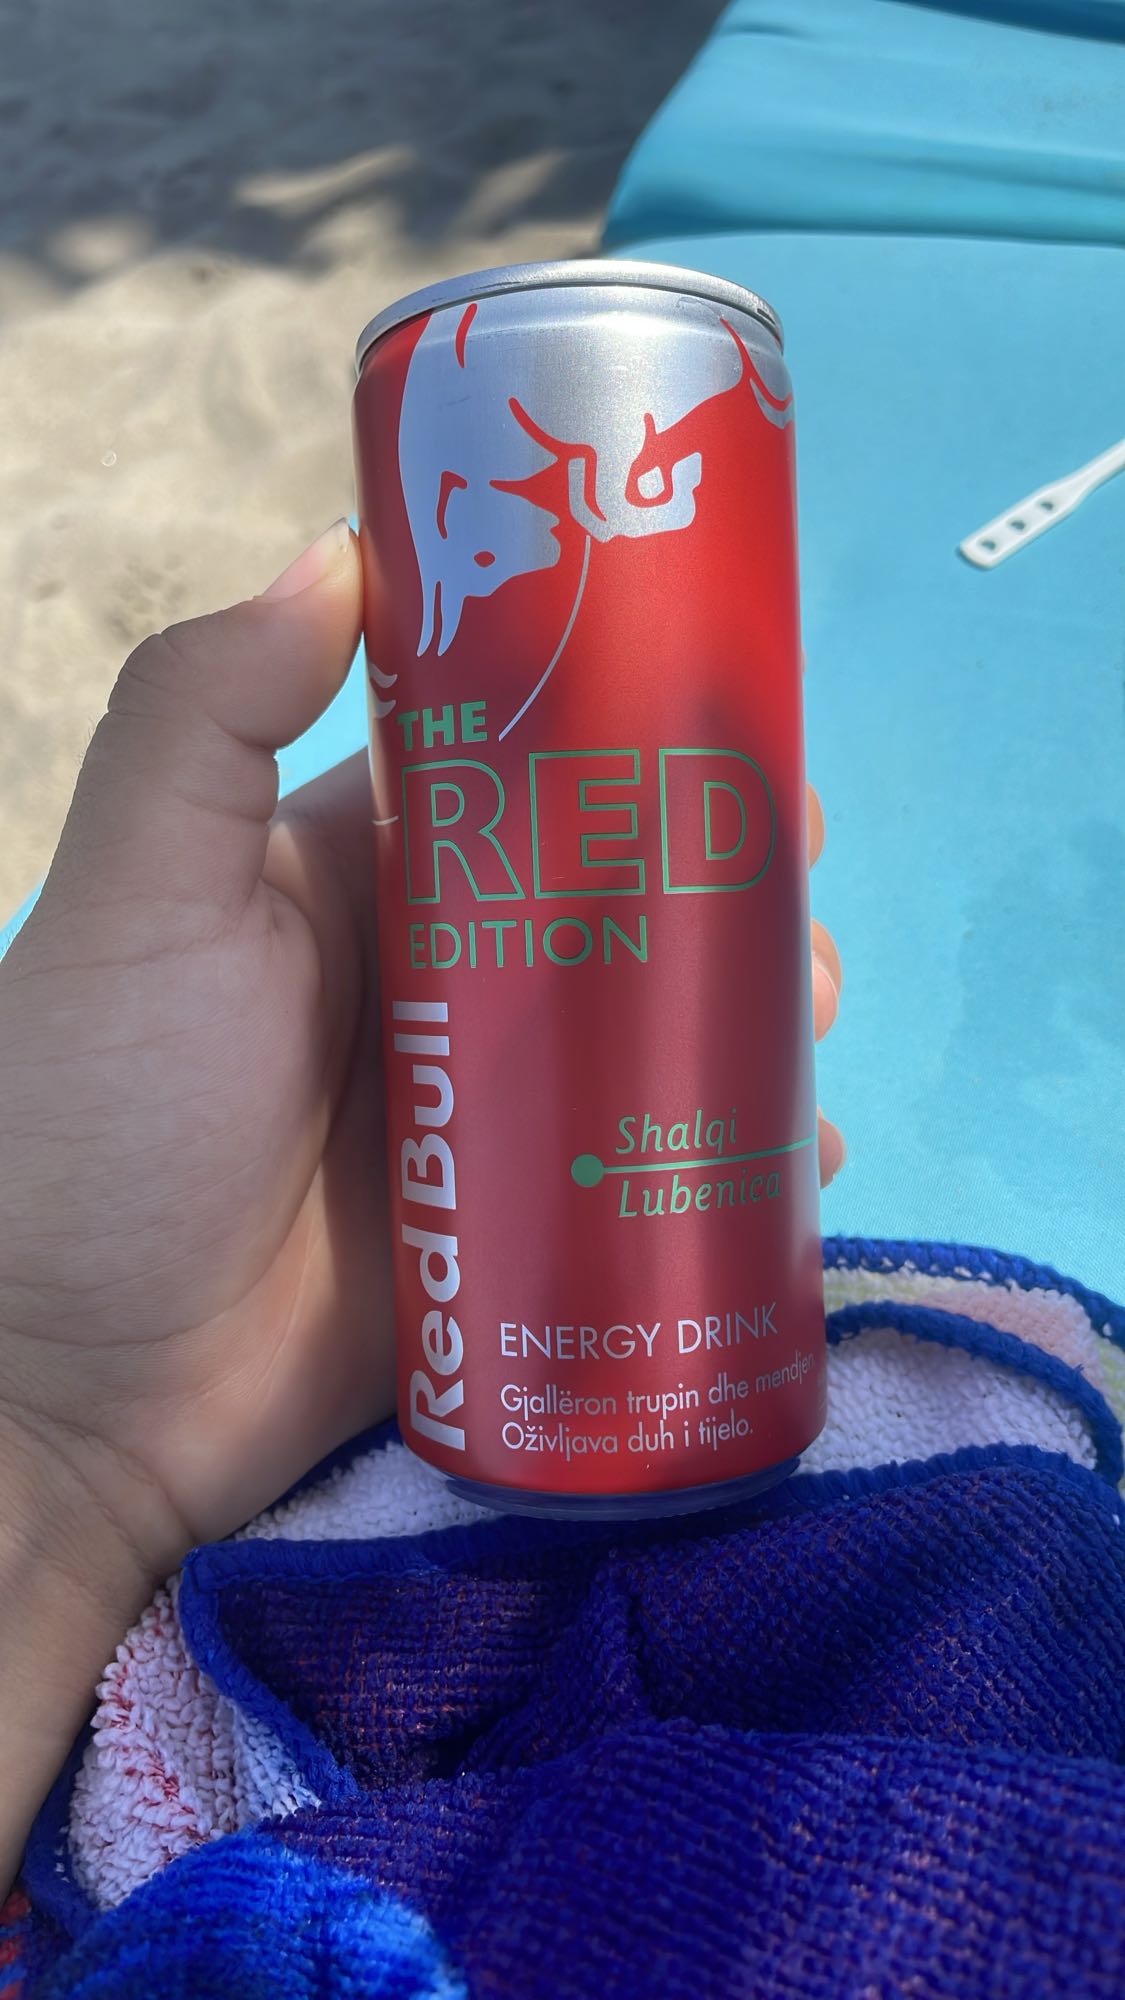 THE
RED
EDITION
Red Bull
Shalqi
Lubenica
ENERGY DRINK
Gjallëron trupin dhe mendjen
Oživljava duh i tijelo.